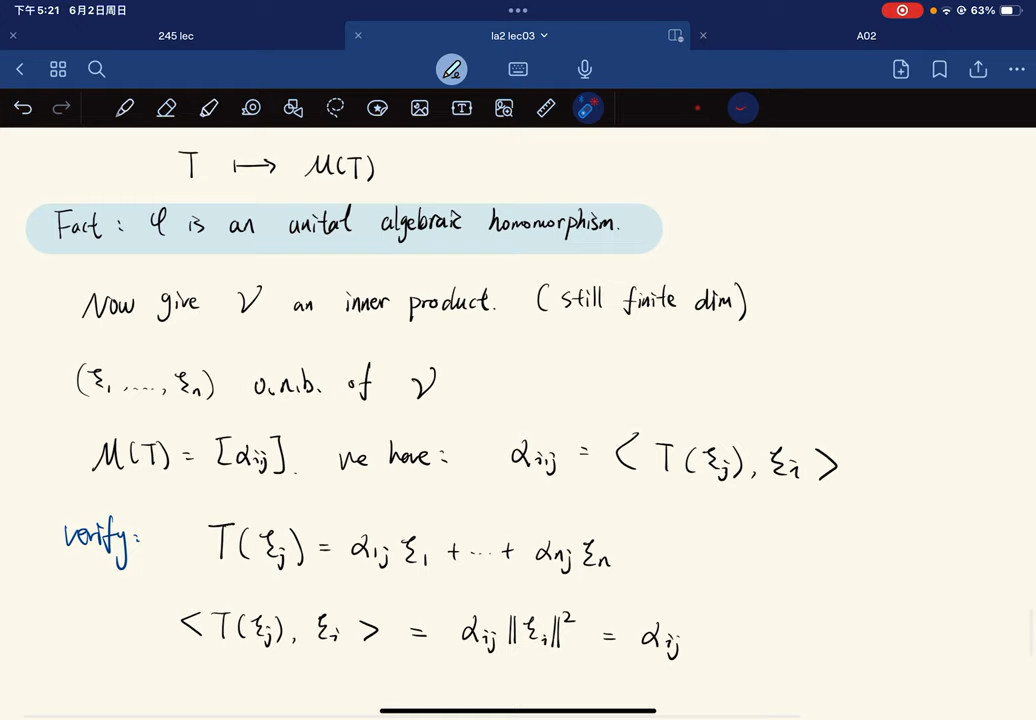 下午5:21 6月2日周日
63%
245 lec
la2 lec03
A02
T ⟼ M(T)
Fact : φ is an unital algebraic homomorphism.
Now give V an inner product. (still finite dim)
(ξ₁, ...., ξₙ) o.n.b. of V
M(T) = [αij]. we have : αij = < T(ξj), ξi >
verify: T(ξj) = α1j ξ1 + ... + αnj ξn
< T(ξj), ξi > = αij ||ξi||² = αij